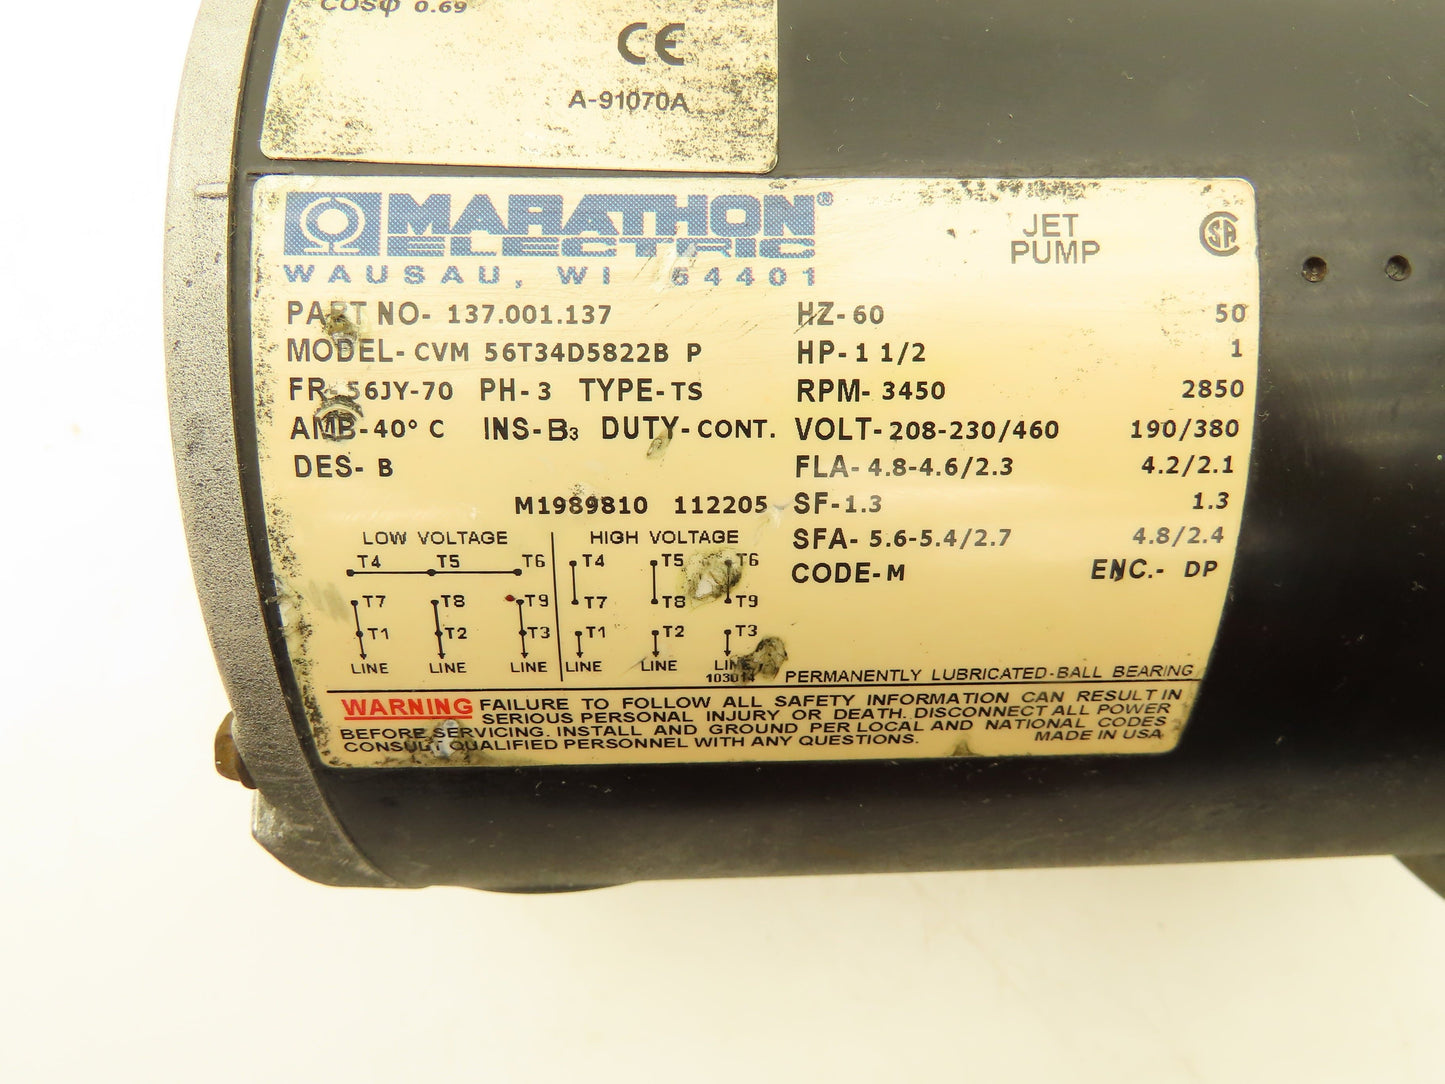 COSφ 0.69
CE
A-91070A
MARATHON®
ELECTRIC
WAUSAU, WI 54401
JET
PUMP
SA
PART NO- 137.001.137 HZ-60 50
MODEL- CVM 56T34D5822B P HP-1 1/2 1
FR- 56JY-70 PH-3 TYPE-TS RPM- 3450 2850
AMB-40° C INS-B3 DUTY-CONT. VOLT-208-230/460 190/380
DES- B FLA-4.8-4.6/2.3 4.2/2.1
M1989810 112205 SF-1.3 1.3
SFA- 5.6-5.4/2.7 4.8/2.4
CODE-M ENC.- DP
LOW VOLTAGE HIGH VOLTAGE
T4 T5 T6 T4 T5 T6
T7 T8 T9 T7 T8 T9
T1 T2 T3 T1 T2 T3
LINE LINE LINE LINE LINE LINE
103014 PERMANENTLY LUBRICATED-BALL BEARING
WARNING FAILURE TO FOLLOW ALL SAFETY INFORMATION CAN RESULT IN
SERIOUS PERSONAL INJURY OR DEATH. DISCONNECT ALL POWER
BEFORE SERVICING. INSTALL AND GROUND PER LOCAL AND NATIONAL CODES
CONSULT QUALIFIED PERSONNEL WITH ANY QUESTIONS. MADE IN USA